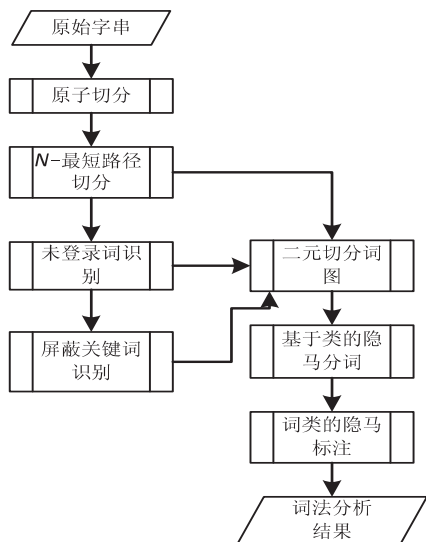 原始字串
原子切分
N-最短路径
切分
未登录词识
别
二元切分词
图
屏蔽关键词
识别
基于类的隐
马分词
词类的隐马
标注
词法分析
结果